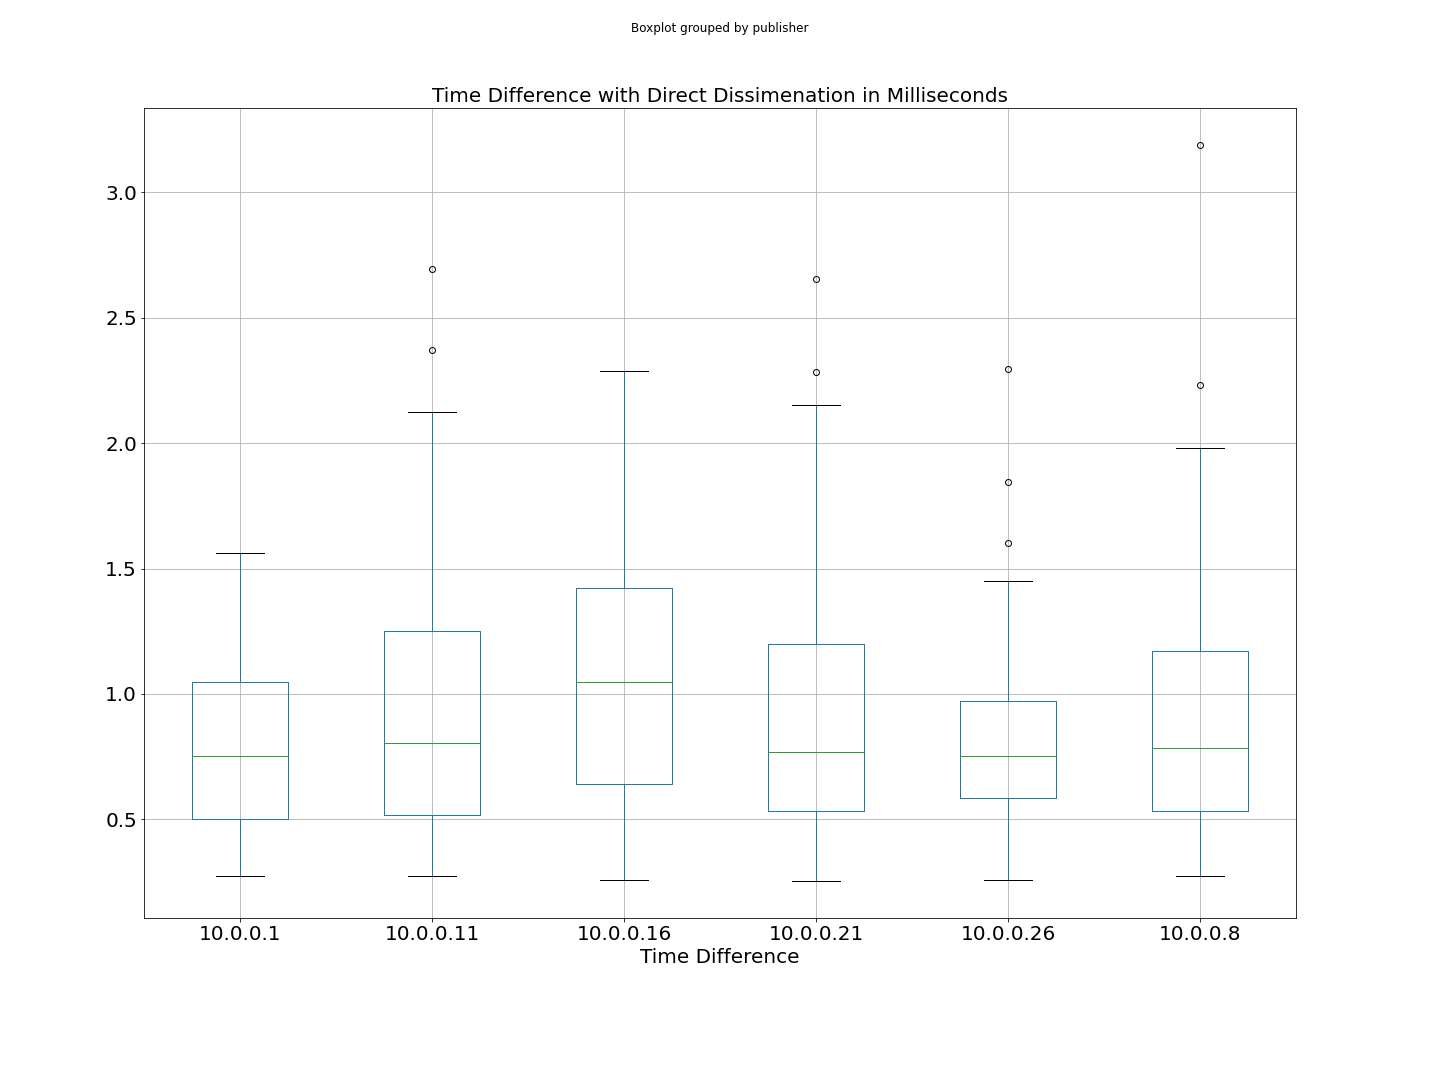 Boxplot grouped by publisher
Time Difference with Direct Dissimenation in Milliseconds
3.0
2.5
2.0
1.5
1.0
0.5
10.0.0.1 10.0.0.11 10.0.0.16 10.0.0.21 10.0.0.26 10.0.0.8
Time Difference